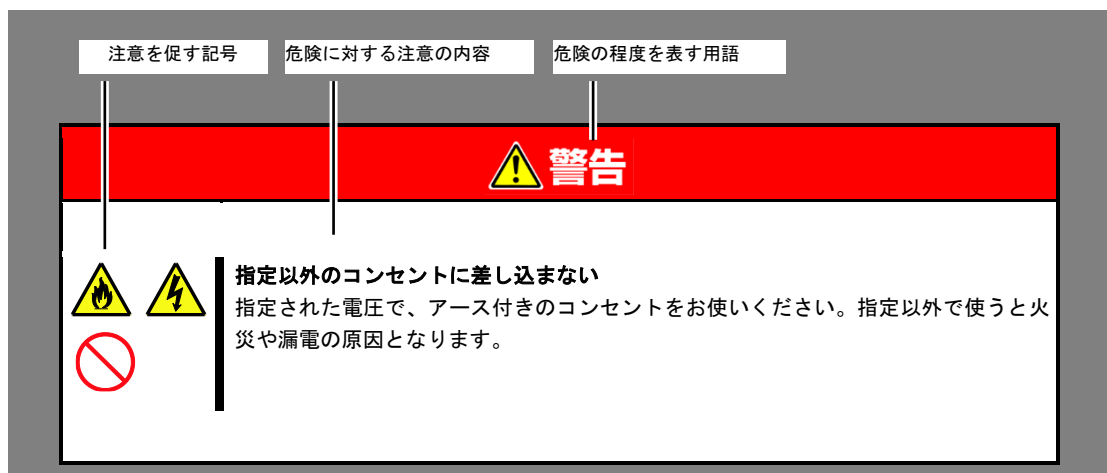 注意を促す記号
危険に対する注意の内容
危険の程度を表す用語
警告
指定以外のコンセントに差し込まない
指定された電圧で、アース付きのコンセントをお使いください。指定以外で使うと火
災や漏電の原因となります。